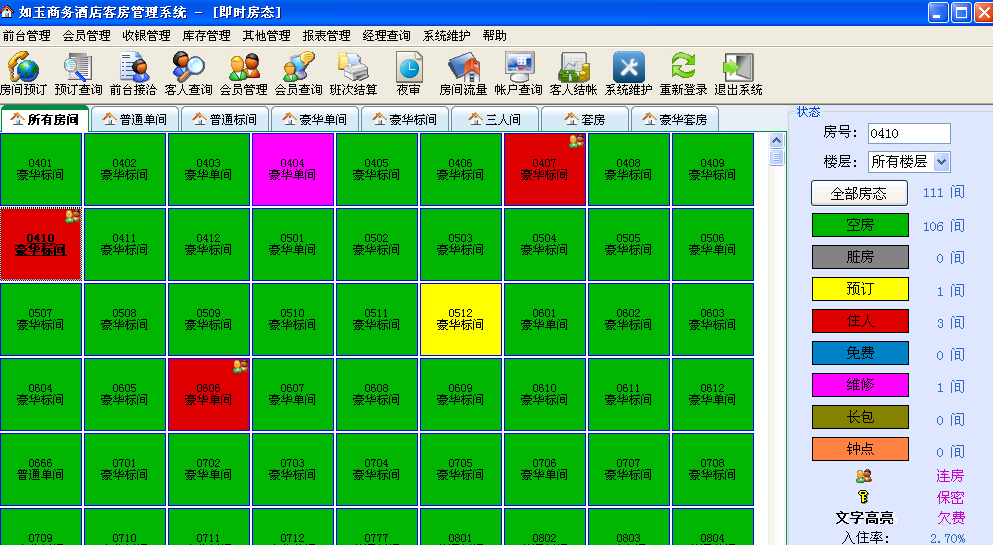 如玉商务酒店客房管理系统 - [即时房态]
前台管理 会员管理 收银管理 库存管理 其他管理 报表管理 经理查询 系统维护 帮助
房间预订 预订查询 前台接洽 客人查询 会员管理 会员查询 班次结算 夜审 房间流量 帐户查询 客人结帐 系统维护 重新登录 退出系统
所有房间 普通单间 普通标间 豪华单间 豪华标间 三人间 套房 豪华套房
状态
房号: 0410
楼层: 所有楼层
全部房态 111 间
空房 106 间
脏房 0 间
预订 1 间
住人 3 间
免费 0 间
维修 1 间
长包 0 间
钟点 0 间
连房
保密
文字高亮 欠费
入住率: 2.70%
0401 0402 0403 0404 0405 0406 0407 0408 0409
豪华标间 豪华标间 豪华单间 豪华单间 豪华标间 豪华标间 豪华标间 豪华标间 豪华标间
0410 0411 0412 0501 0502 0503 0504 0505 0506
豪华标间 豪华标间 豪华标间 豪华单间 豪华标间 豪华标间 豪华标间 豪华标间 豪华单间
0507 0508 0509 0510 0511 0512 0601 0602 0603
豪华标间 豪华标间 豪华标间 豪华标间 豪华标间 豪华标间 豪华单间 豪华标间 豪华标间
0604 0605 0606 0607 0608 0609 0610 0611 0612
豪华标间 豪华标间 豪华单间 豪华标间 豪华标间 豪华标间 豪华标间 豪华标间 豪华标间
0666 0701 0702 0703 0704 0705 0706 0707 0708
普通单间 豪华单间 豪华单间 豪华标间 豪华标间 豪华标间 豪华单间 豪华标间 豪华标间
0709 0710 0711 0712 0777 0801 0802 0803 0804